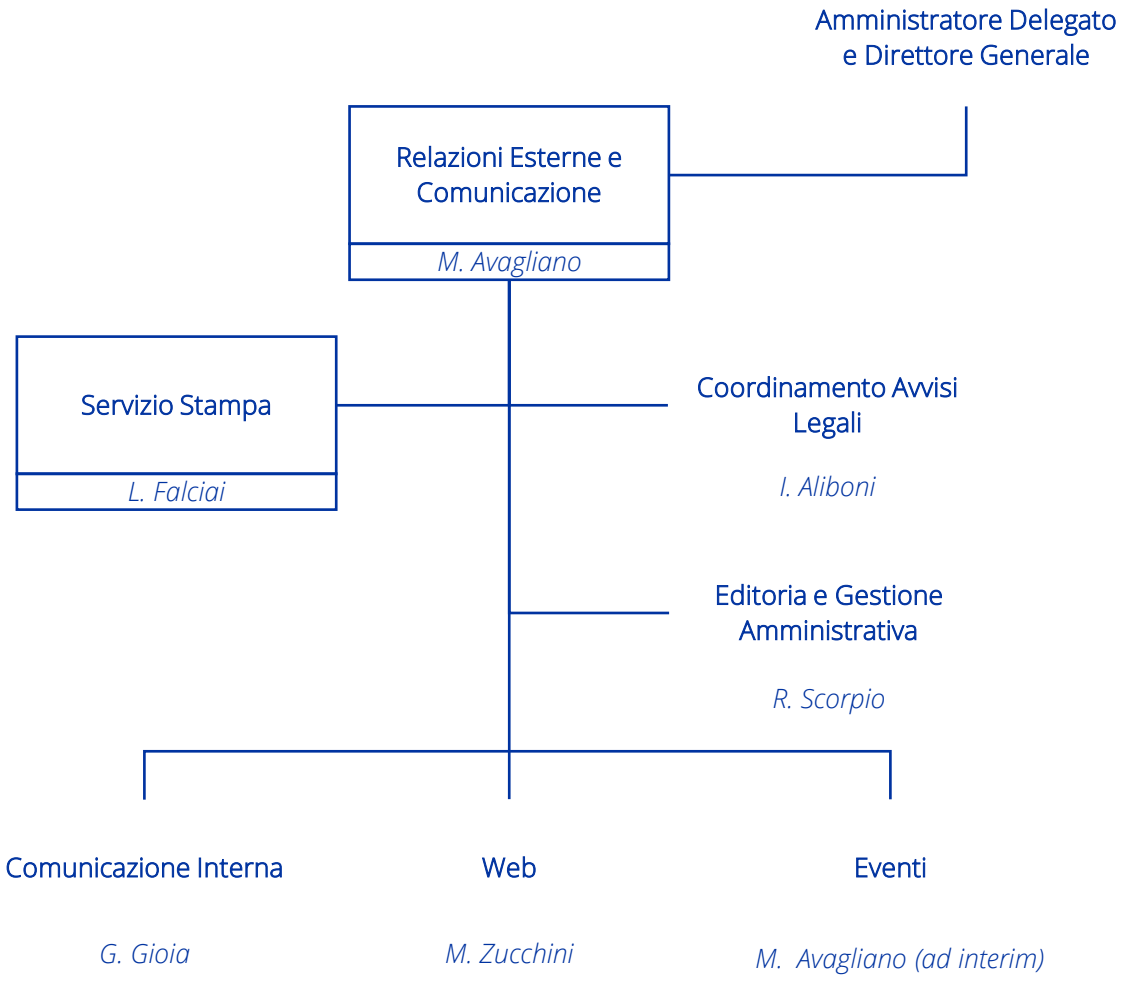 Amministratore Delegato
e Direttore Generale
Relazioni Esterne e
Comunicazione
M. Avagliano
Servizio Stampa
L. Falciai
Coordinamento Avvisi
Legali
I. Aliboni
Editoria e Gestione
Amministrativa
R. Scorpio
Comunicazione Interna
G. Gioia
Web
M. Zucchini
Eventi
M. Avagliano (ad interim)